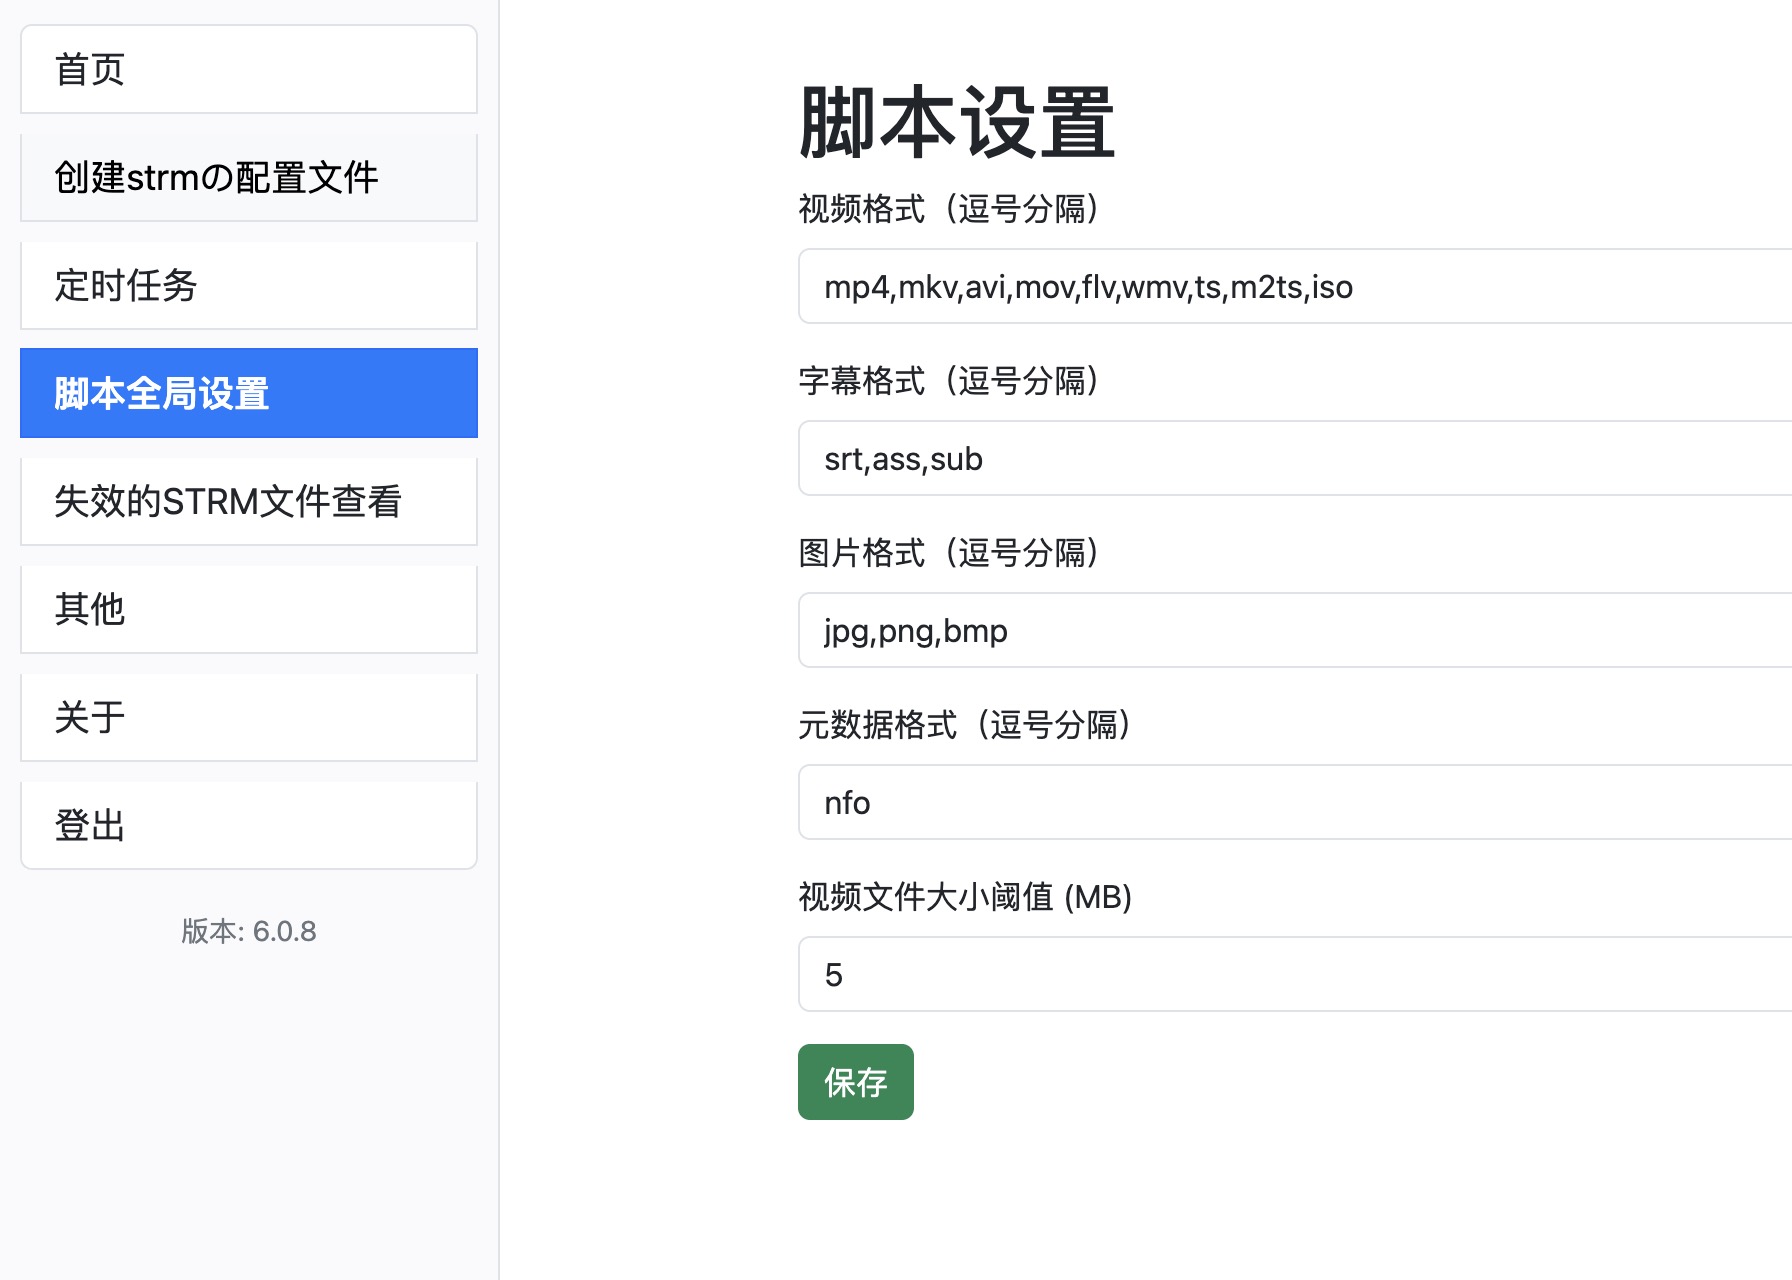 首页
创建strmの配置文件
定时任务
脚本全局设置
失效的STRM文件查看
其他
关于
登出
版本: 6.0.8
脚本设置
视频格式（逗号分隔）
mp4,mkv,avi,mov,flv,wmv,ts,m2ts,iso
字幕格式（逗号分隔）
srt,ass,sub
图片格式（逗号分隔）
jpg,png,bmp
元数据格式（逗号分隔）
nfo
视频文件大小阈值 (MB)
5
保存